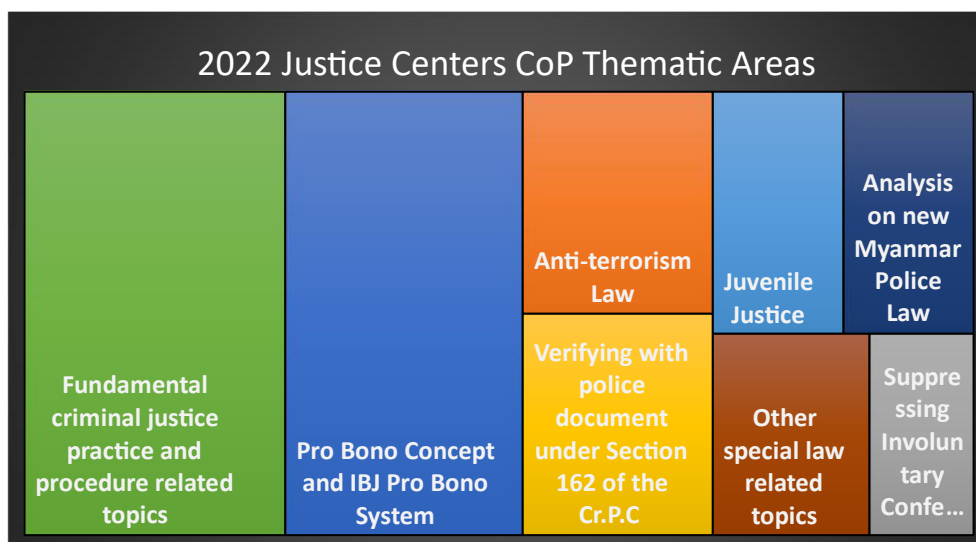 2022 Justice Centers CoP Thematic Areas
Fundamental
criminal justice
practice and
procedure related
topics
Pro Bono Concept
and IBJ Pro Bono
System
Anti-terrorism
Law
Verifying with
police
document
under Section
162 of the
Cr.P.C
Juvenile
Justice
Analysis
on new
Myanmar
Police
Law
Other
special law
related
topics
Suppre
ssing
Involun
tary
Confe...